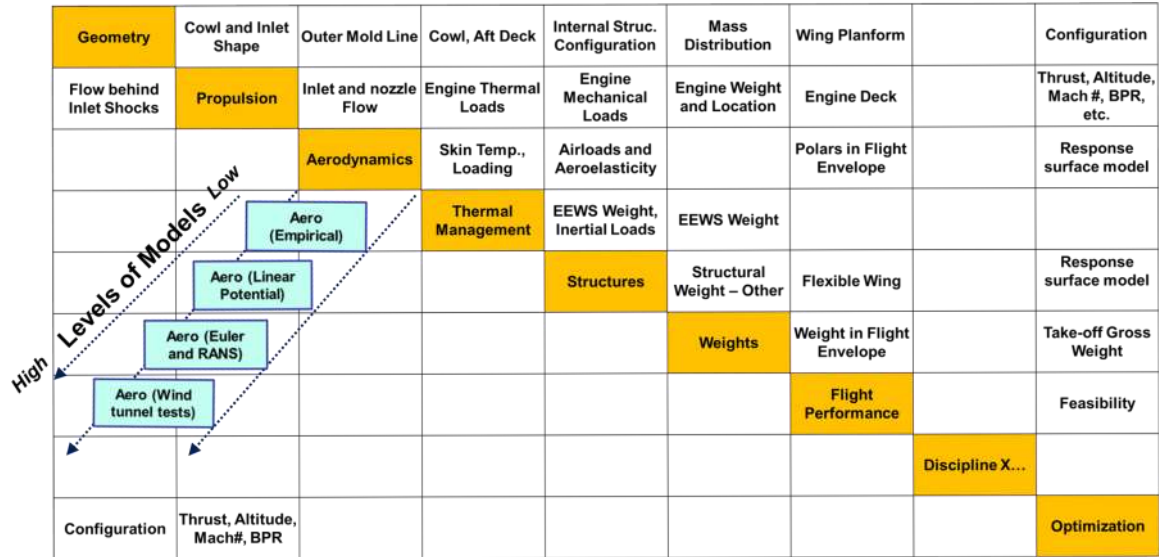 Geometry
Cowl and Inlet
Shape
Outer Mold Line
Cowl, Aft Deck
Internal Struc.
Configuration
Mass
Distribution
Wing Planform
Configuration
Flow behind
Inlet Shocks
Propulsion
Inlet and nozzle
Flow
Engine Thermal
Loads
Engine
Mechanical
Loads
Engine Weight
and Location
Engine Deck
Thrust, Altitude,
Mach #, BPR,
etc.
Aerodynamics
Skin Temp.,
Loading
Airloads and
Aeroelasticity
Polars in Flight
Envelope
Response
surface model
Levels of Models
Low
High
Aero
(Empirical)
Thermal
Management
EEWS Weight,
Inertial Loads
EEWS Weight
Aero (Linear
Potential)
Structures
Structural
Weight – Other
Flexible Wing
Response
surface model
Aero (Euler
and RANS)
Weights
Weight in Flight
Envelope
Take-off Gross
Weight
Aero (Wind
tunnel tests)
Flight
Performance
Feasibility
Discipline X...
Configuration
Thrust, Altitude,
Mach#, BPR
Optimization